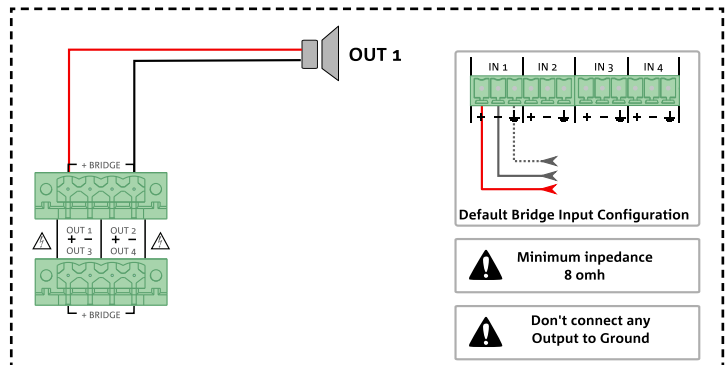 OUT 1
+ BRIDGE -
OUT 1 OUT 2
+ - + -
OUT 3 OUT 4
+ BRIDGE -
IN 1 IN 2 IN 3 IN 4
+ - + - + - + -
Default Bridge Input Configuration
Minimum inpedance
8 omh
Don't connect any
Output to Ground